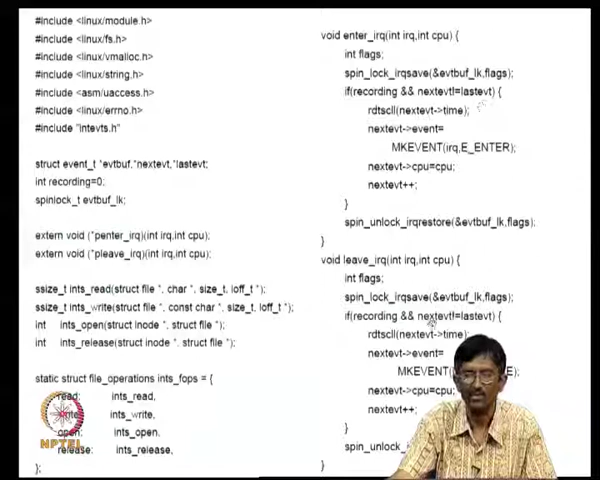 #include <linux/module.h>
#include <linux/fs.h>
#include <linux/vmalloc.h>
#include <linux/string.h>
#include <asm/uaccess.h>
#include <linux/errno.h>
#include "intevts.h"
struct event_t *evtbuf,*nextevt,*lastevt;
int recording=0;
spinlock_t evtbuf_lk;
extern void (*penter_irq)(int irq,int cpu);
extern void (*pleave_irq)(int irq,int cpu);
ssize_t ints_read(struct file *, char *, size_t, loff_t *);
ssize_t ints_write(struct file *, const char *, size_t, loff_t *);
int ints_open(struct inode *, struct file *);
int ints_release(struct inode *, struct file *);
static struct file_operations ints_fops = {
read: ints_read,
ints_write,
ints_open,
release: ints_release,
};
NPTEL
void enter_irq(int irq,int cpu) {
int flags;
spin_lock_irqsave(&evtbuf_lk,flags);
if(recording && nextevt!=lastevt) {
rdtscll(nextevt->time);
nextevt->event=
MKEVENT(irq,E_ENTER);
nextevt->cpu=cpu;
nextevt++;
}
spin_unlock_irqrestore(&evtbuf_lk,flags);
}
void leave_irq(int irq,int cpu) {
int flags;
spin_lock_irqsave(&evtbuf_lk,flags);
if(recording && nextevt!=lastevt) {
rdtscll(nextevt->time);
nextevt->event=
nextevt->cpu=cpu;
nextevt++;
}
}